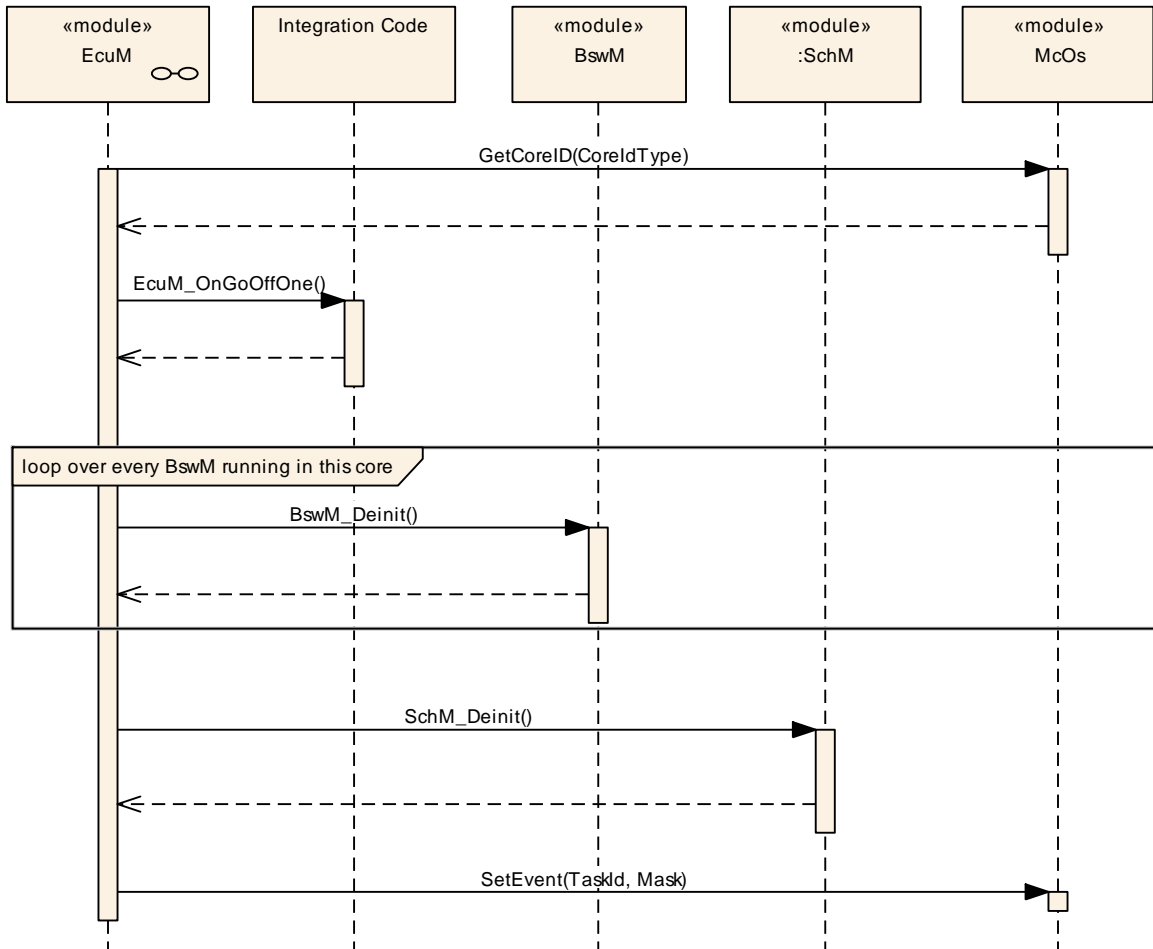 «module»
EcuM
Integration Code
«module»
BswM
«module»
:SchM
«module»
McOs
GetCoreID(CoreIdType)
EcuM_OnGoOffOne()
loop over every BswM running in this core
BswM_Deinit()
SchM_Deinit()
SetEvent(TaskId, Mask)